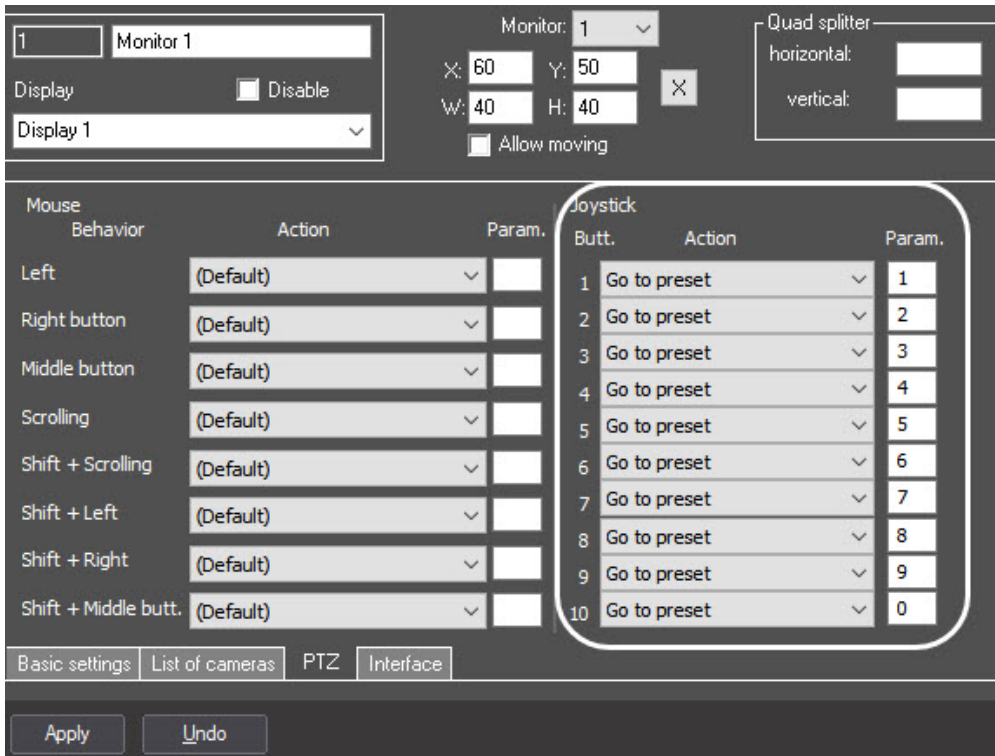 1 Monitor 1
Display Disable
Display 1
Monitor: 1
X: 60 Y: 50
W: 40 H: 40
X
Allow moving
Quad splitter
horizontal:
vertical:
Mouse
Behavior Action Param.
Left (Default)
Right button (Default)
Middle button (Default)
Scrolling (Default)
Shift + Scrolling (Default)
Shift + Left (Default)
Shift + Right (Default)
Shift + Middle butt. (Default)
Joystick
Butt. Action Param.
1 Go to preset 1
2 Go to preset 2
3 Go to preset 3
4 Go to preset 4
5 Go to preset 5
6 Go to preset 6
7 Go to preset 7
8 Go to preset 8
9 Go to preset 9
10 Go to preset 0
Basic settings List of cameras PTZ Interface
Apply Undo